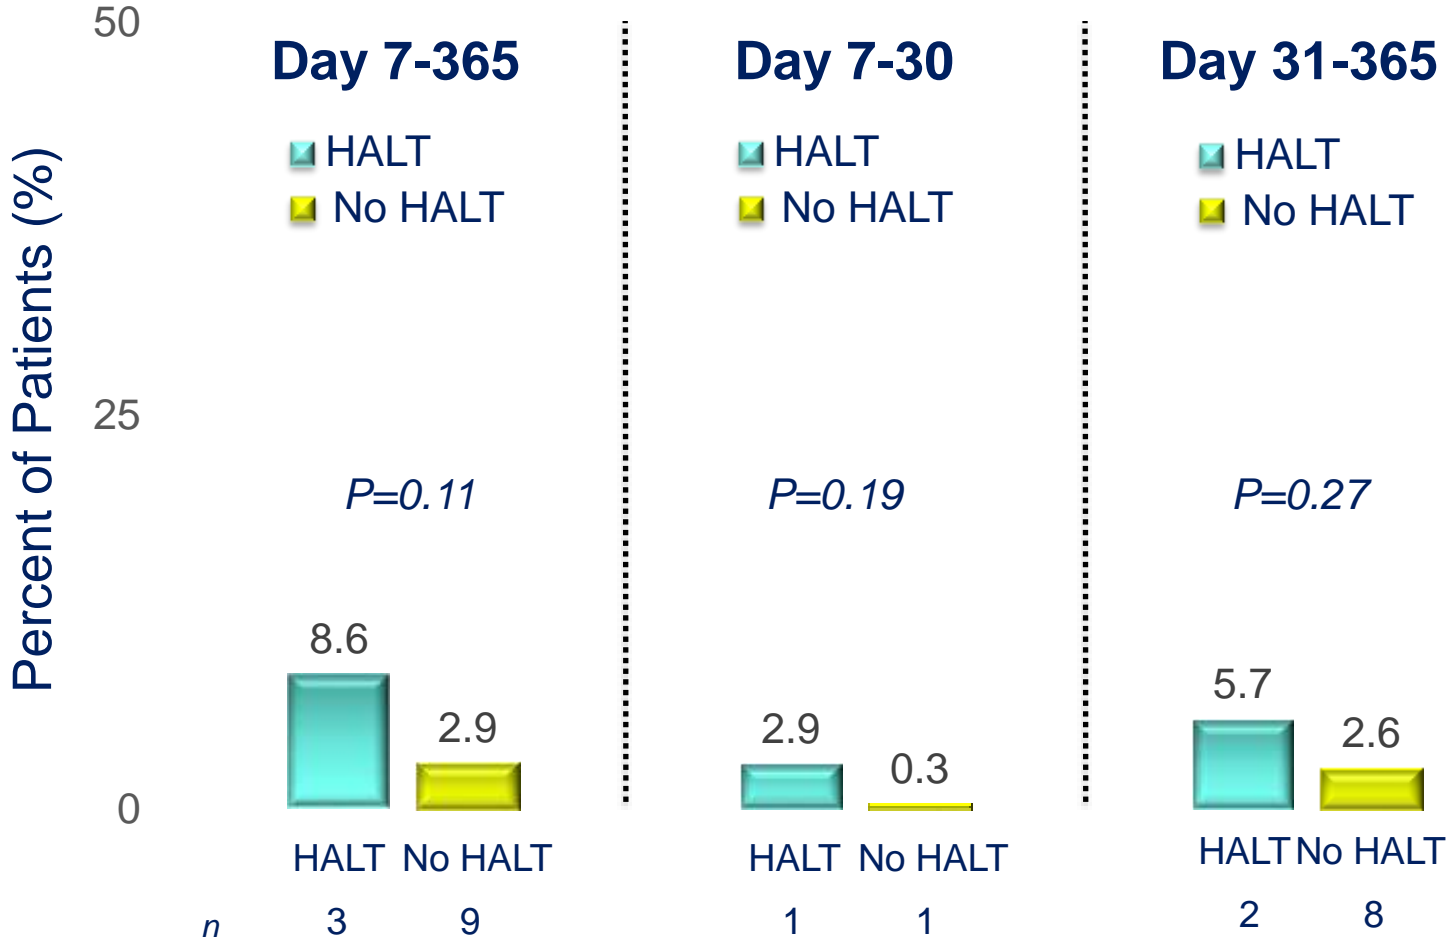 50
Day 7-365
Day 7-30
Day 31-365
HALT
No HALT
HALT
No HALT
HALT
No HALT
Percent of Patients (%)
25
P=0.11
P=0.19
P=0.27
8.6
2.9
2.9
0.3
5.7
2.6
0
HALT No HALT
HALT No HALT
HALT No HALT
n 3 9 1 1 2 8